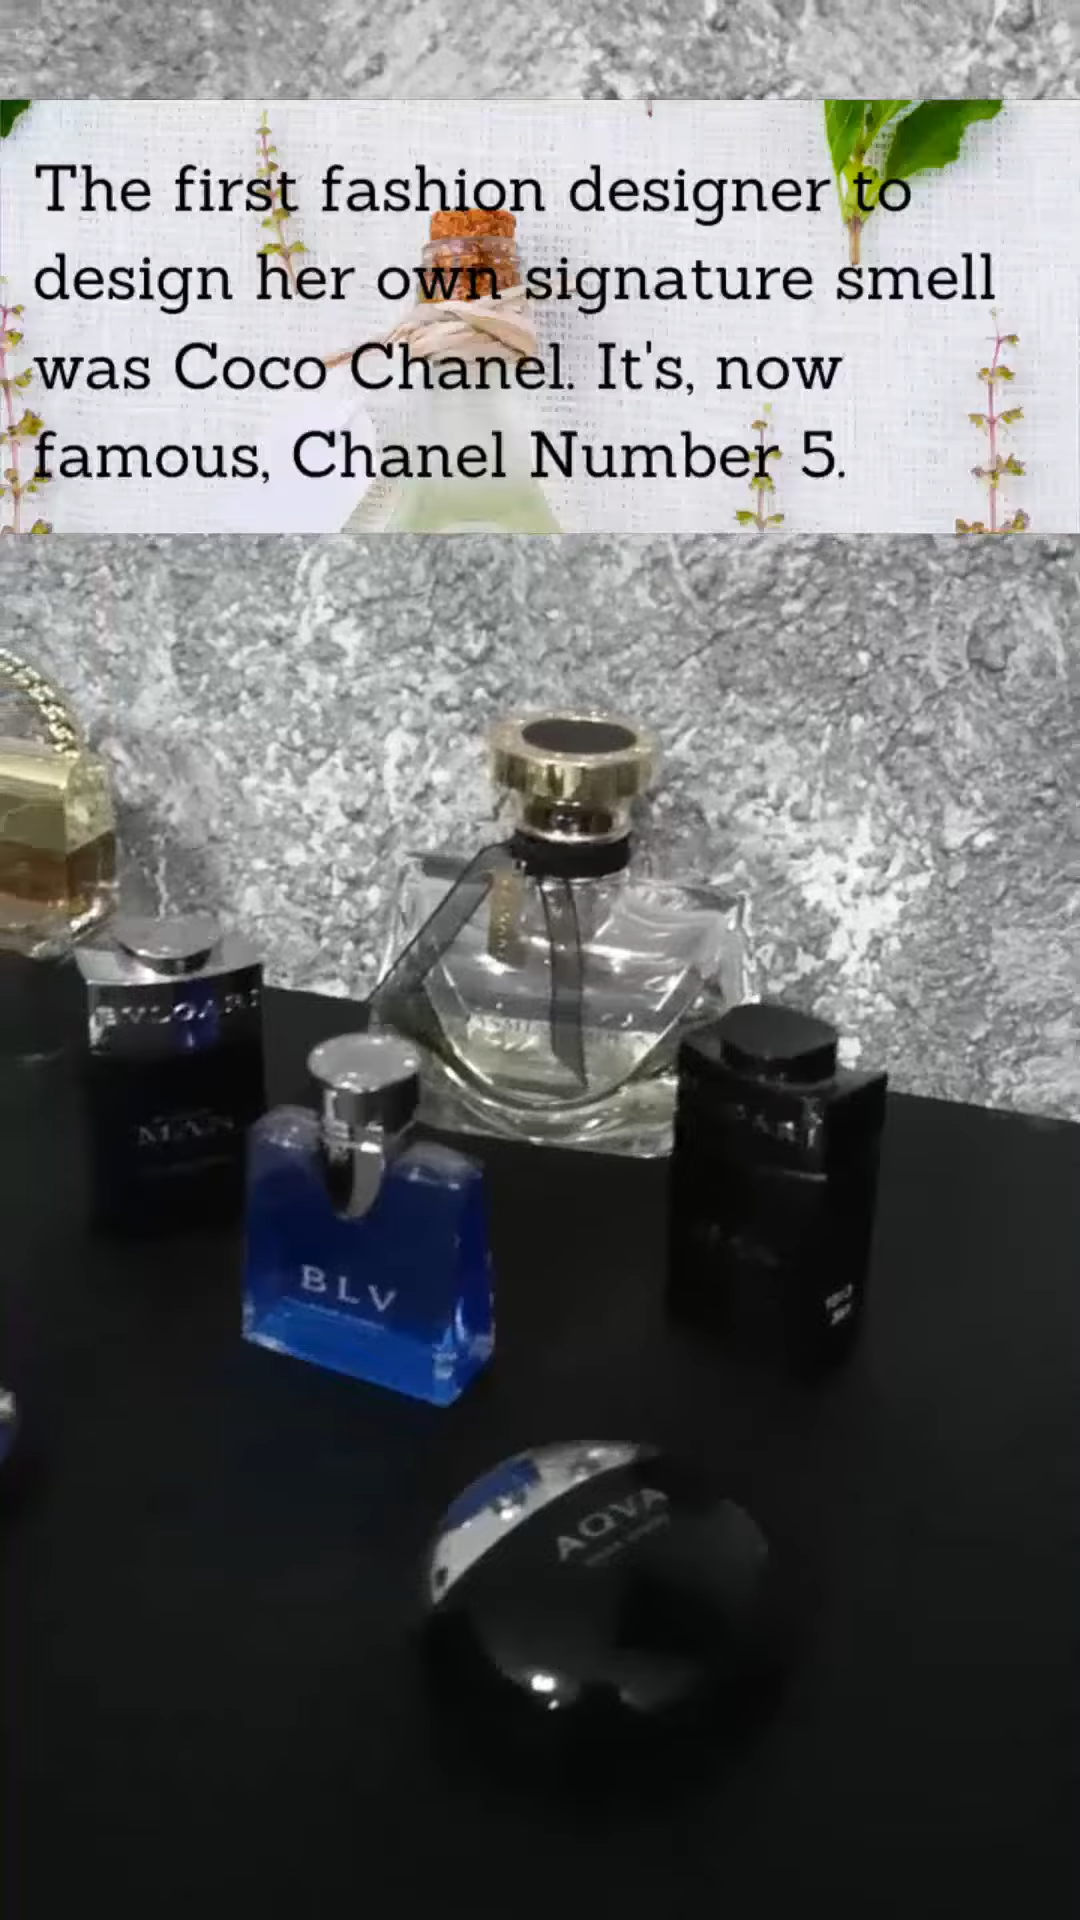 The first fashion designer to
design her own signature smell
was Coco Chanel. It's, now
famous, Chanel Number 5.
BVLGARI
MAN
BLV
AQVA